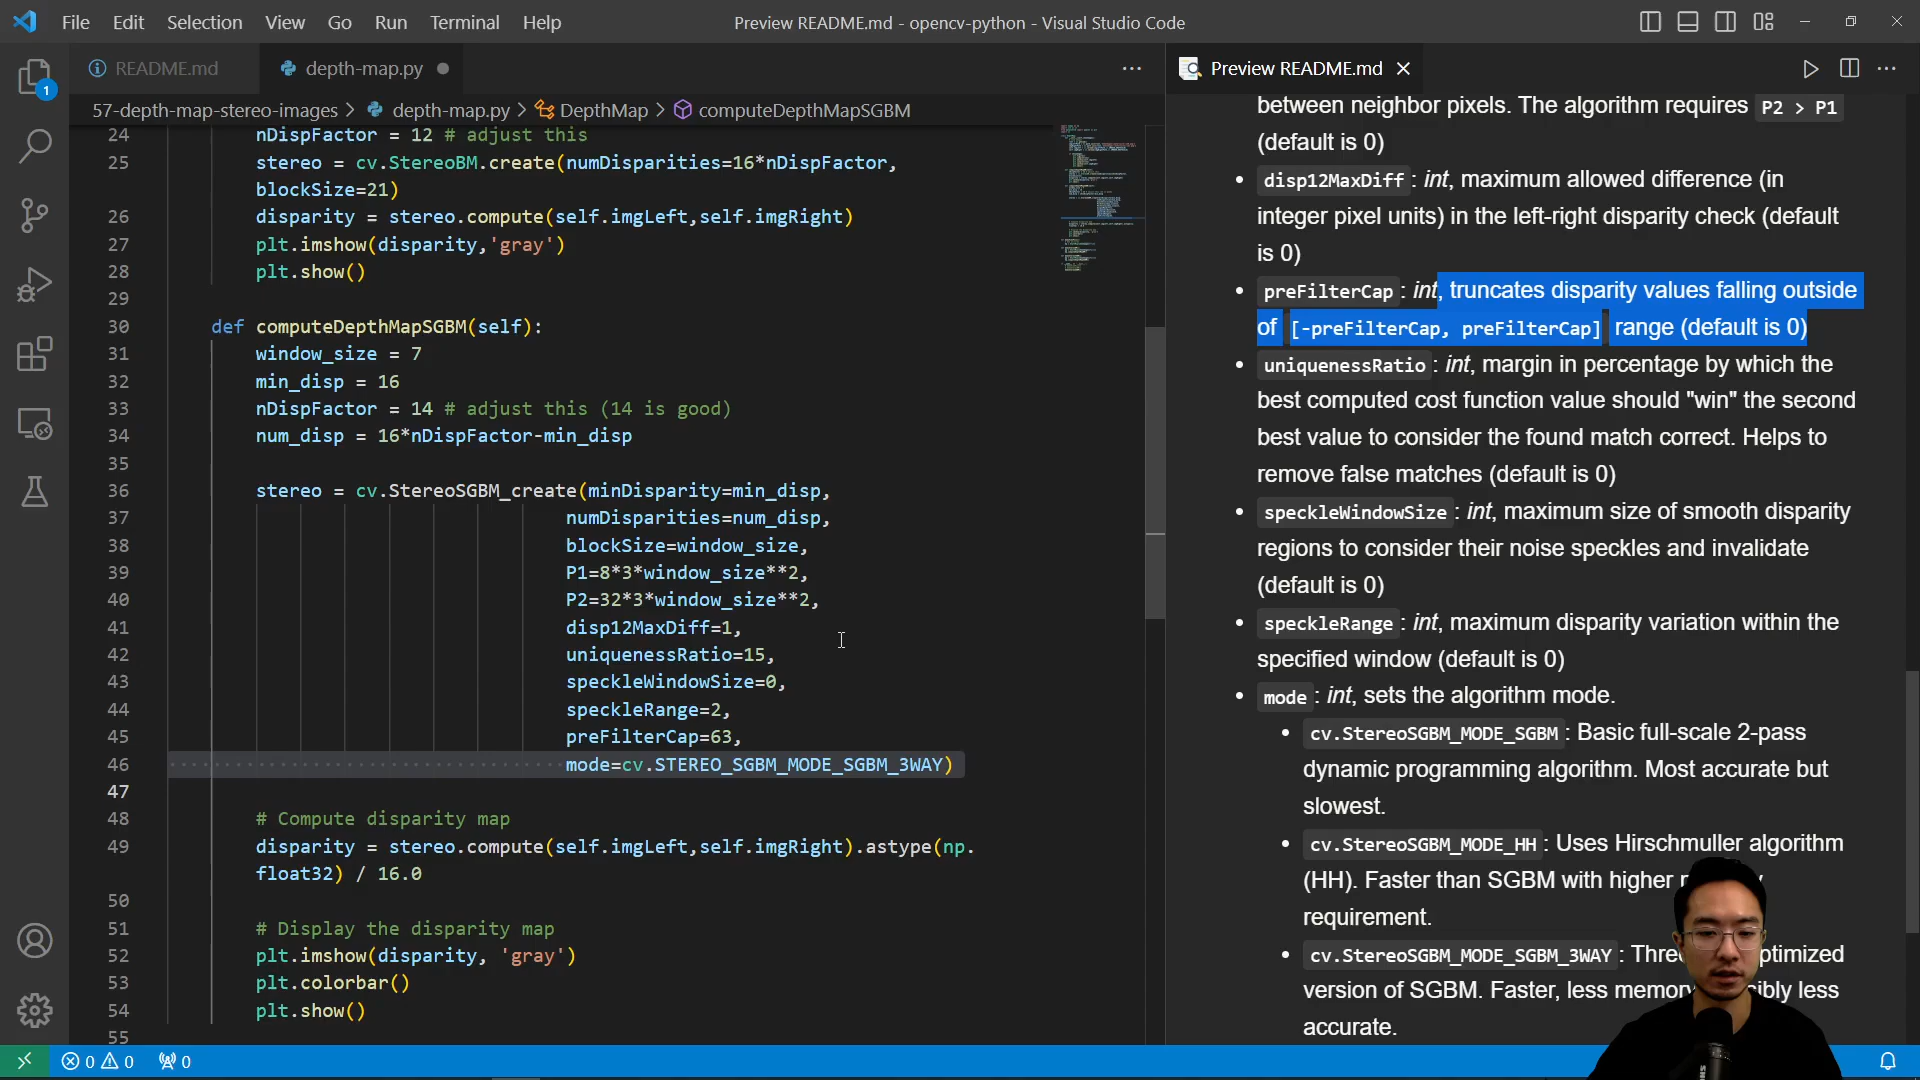 File Edit Selection View Go Run Terminal Help
Preview README.md - opencv-python - Visual Studio Code
README.md
depth-map.py
Preview README.md
57-depth-map-stereo-images > depth-map.py > DepthMap > computeDepthMapSGBM
24 nDispFactor = 12 # adjust this
25 stereo = cv.StereoBM.create(numDisparities=16*nDispFactor,
blockSize=21)
26 disparity = stereo.compute(self.imgLeft,self.imgRight)
27 plt.imshow(disparity,'gray')
28 plt.show()
29
30 def computeDepthMapSGBM(self):
31 window_size = 7
32 min_disp = 16
33 nDispFactor = 14 # adjust this (14 is good)
34 num_disp = 16*nDispFactor-min_disp
35
36 stereo = cv.StereoSGBM_create(minDisparity=min_disp,
37 numDisparities=num_disp,
38 blockSize=window_size,
39 P1=8*3*window_size**2,
40 P2=32*3*window_size**2,
41 disp12MaxDiff=1,
42 uniquenessRatio=15,
43 speckleWindowSize=0,
44 speckleRange=2,
45 preFilterCap=63,
46 mode=cv.STEREO_SGBM_MODE_SGBM_3WAY)
47
48 # Compute disparity map
49 disparity = stereo.compute(self.imgLeft,self.imgRight).astype(np.
float32) / 16.0
50
51 # Display the disparity map
52 plt.imshow(disparity, 'gray')
53 plt.colorbar()
54 plt.show()
55
between neighbor pixels. The algorithm requires P2 > P1
(default is 0)
• disp12MaxDiff : int, maximum allowed difference (in
integer pixel units) in the left-right disparity check (default
is 0)
• preFilterCap : int, truncates disparity values falling outside
of [-preFilterCap, preFilterCap] range (default is 0)
• uniquenessRatio : int, margin in percentage by which the
best computed cost function value should "win" the second
best value to consider the found match correct. Helps to
remove false matches (default is 0)
• speckleWindowSize : int, maximum size of smooth disparity
regions to consider their noise speckles and invalidate
(default is 0)
• speckleRange : int, maximum disparity variation within the
specified window (default is 0)
• mode : int, sets the algorithm mode.
• cv.StereoSGBM_MODE_SGBM : Basic full-scale 2-pass
dynamic programming algorithm. Most accurate but
slowest.
• cv.StereoSGBM_MODE_HH : Uses Hirschmuller algorithm
(HH). Faster than SGBM with higher
requirement.
• cv.StereoSGBM_MODE_SGBM_3WAY :
version of SGBM. Faster, less memory less
accurate.
1
0 0 0